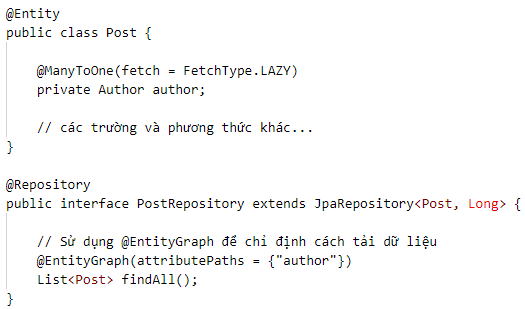 @Entity
public class Post {
@ManyToOne(fetch = FetchType.LAZY)
private Author author;
// các trường và phương thức khác...
}
@Repository
public interface PostRepository extends JpaRepository<Post, Long> {
// Sử dụng @EntityGraph để chỉ định cách tải dữ liệu
@EntityGraph(attributePaths = {"author"})
List<Post> findAll();
}